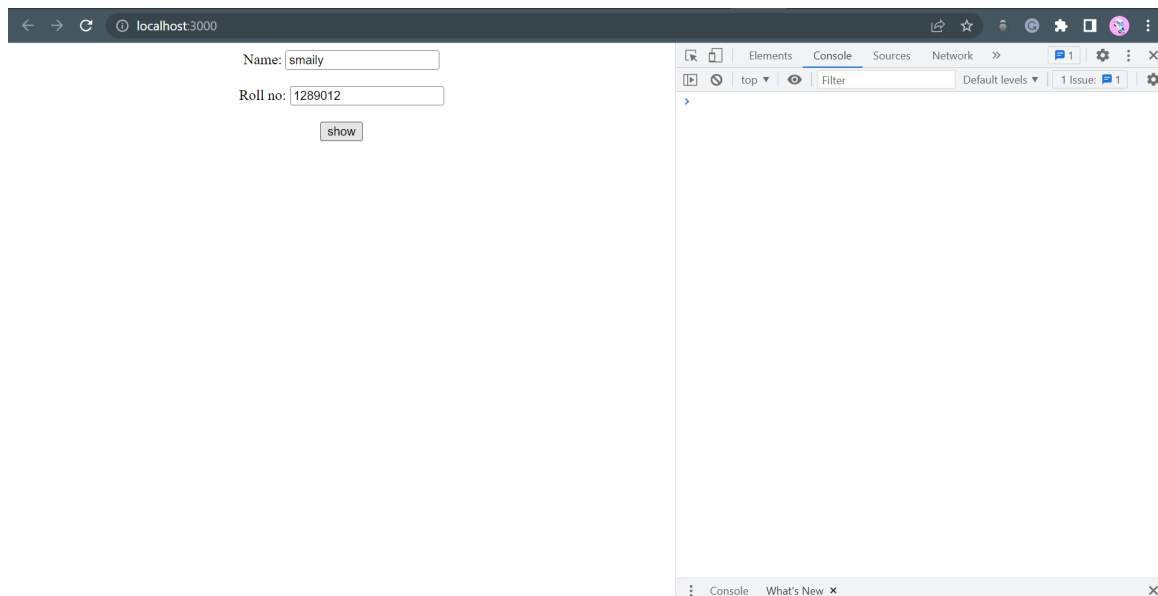 localhost:3000
Name: smaily
Roll no: 1289012
show
Elements Console Sources Network 1
top Filter Default levels 1 Issue: 1
Console What's New